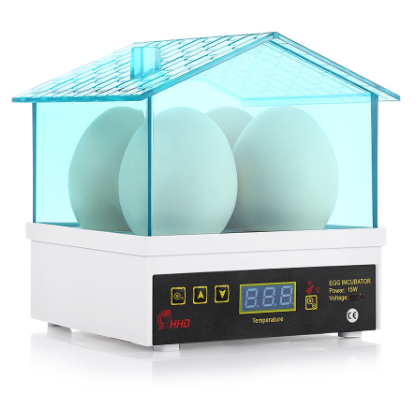 888
EGG INCUBATOR
Power: 15W
Voltage:
HHD
Temperature
CE